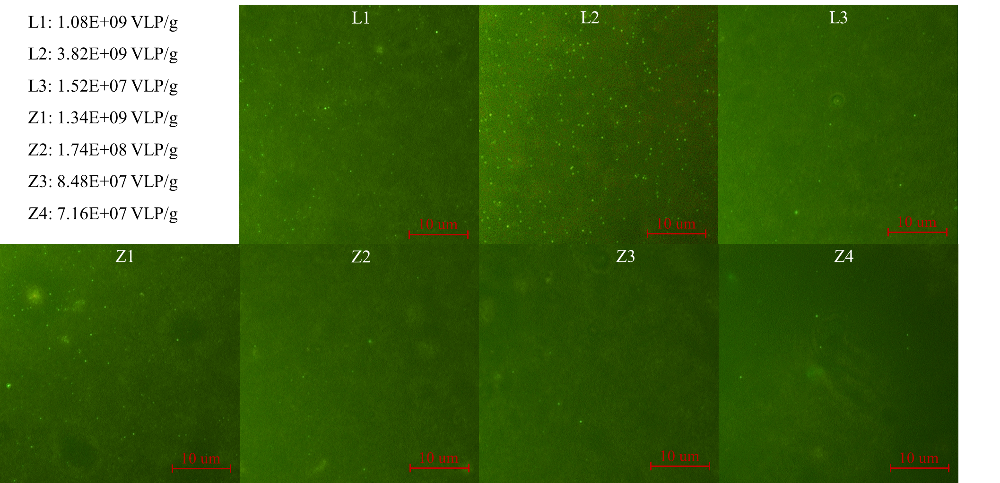 L1: 1.08E+09 VLP/g
L2: 3.82E+09 VLP/g
L3: 1.52E+07 VLP/g
Z1: 1.34E+09 VLP/g
Z2: 1.74E+08 VLP/g
Z3: 8.48E+07 VLP/g
Z4: 7.16E+07 VLP/g
L1
L2
L3
10 um
10 um
10 um
Z1
Z2
Z3
Z4
10 um
10 um
10 um
10 um